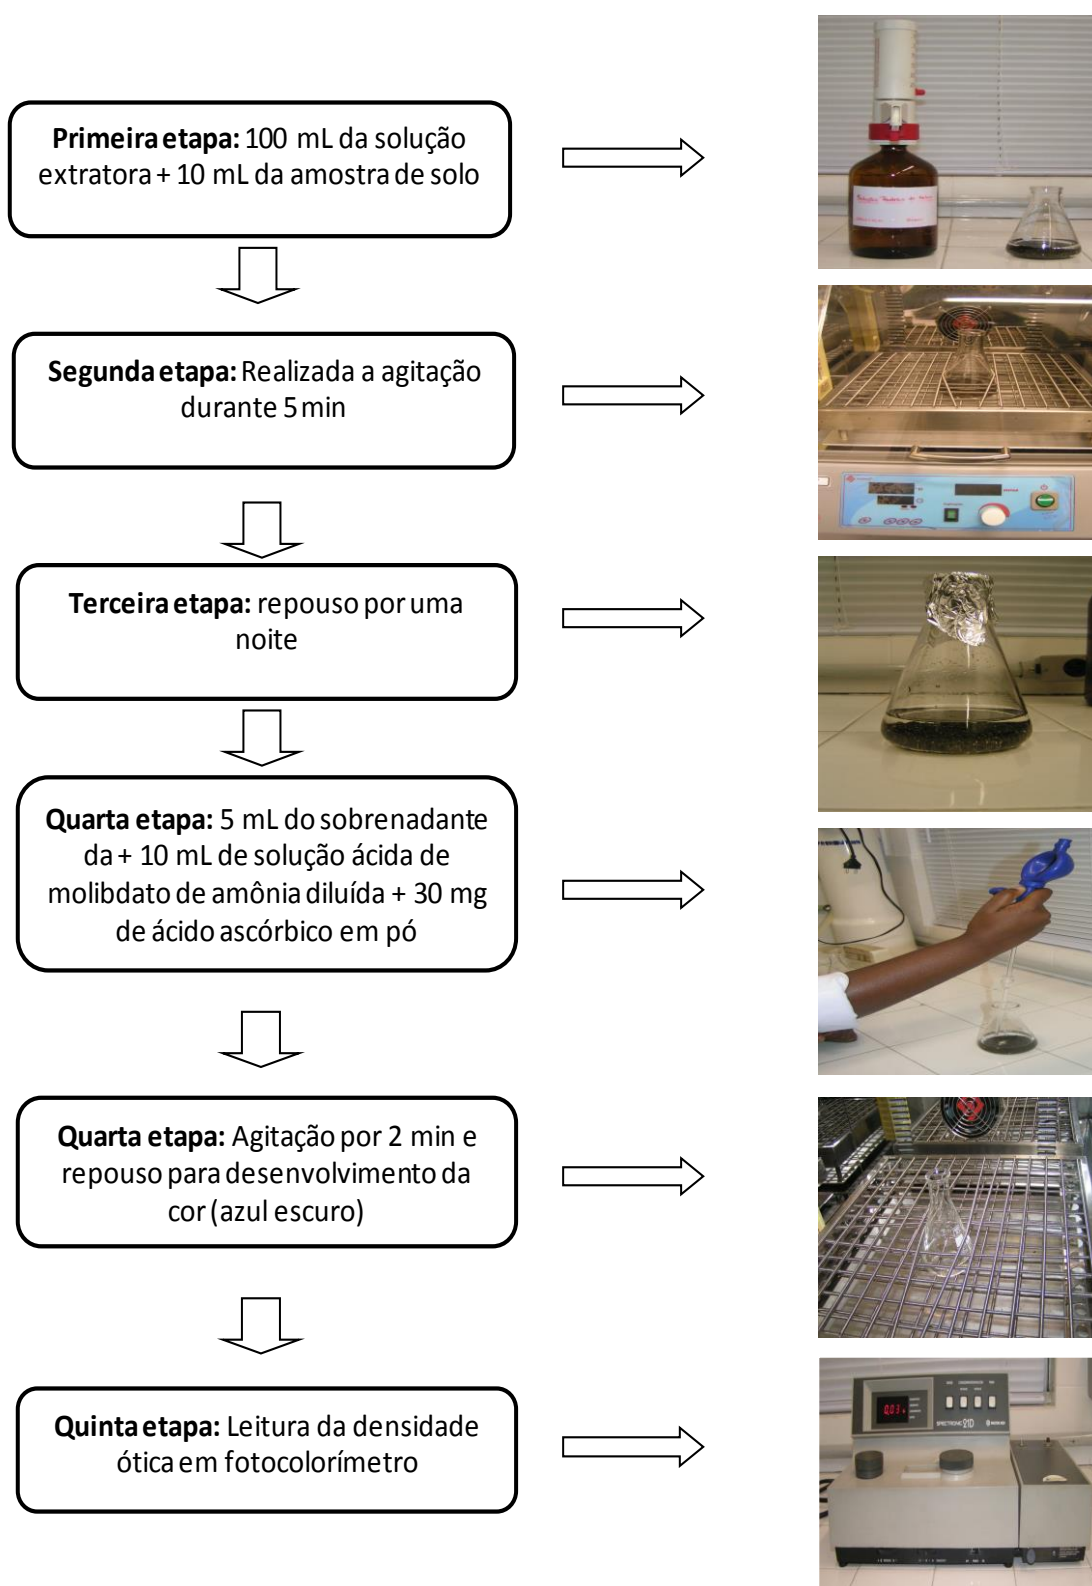 Primeira etapa: 100 mL da solução
extratora + 10 mL da amostra de solo
Segunda etapa: Realizada a agitação
durante 5 min
Terceira etapa: repouso por uma
noite
Quarta etapa: 5 mL do sobrenadante
da + 10 mL de solução ácida de
molibdato de amônia diluída + 30 mg
de ácido ascórbico em pó
Quarta etapa: Agitação por 2 min e
repouso para desenvolvimento da
cor (azul escuro)
Quinta etapa: Leitura da densidade
ótica em fotocolorímetro
SPECTRONIC 21D